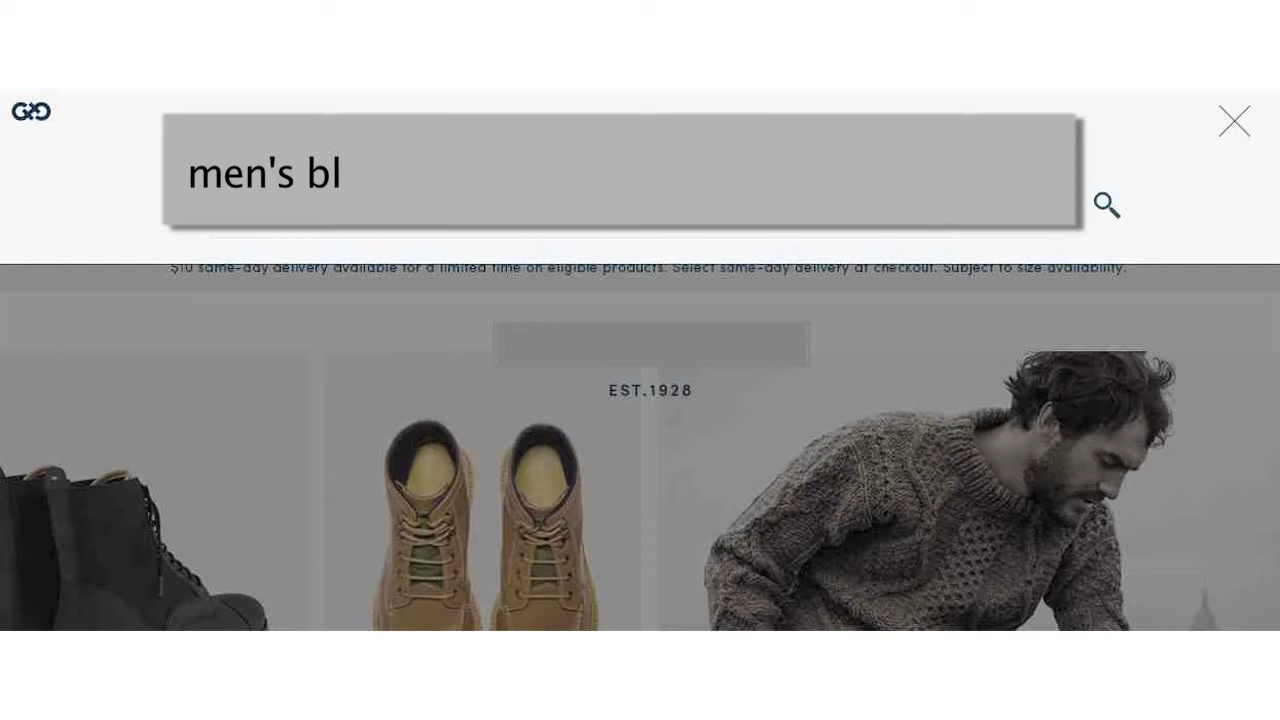 G&G
men's bl
$10 same-day delivery available for a limited time on eligible products. Select same-day delivery at checkout. Subject to size availability.
EST.1928